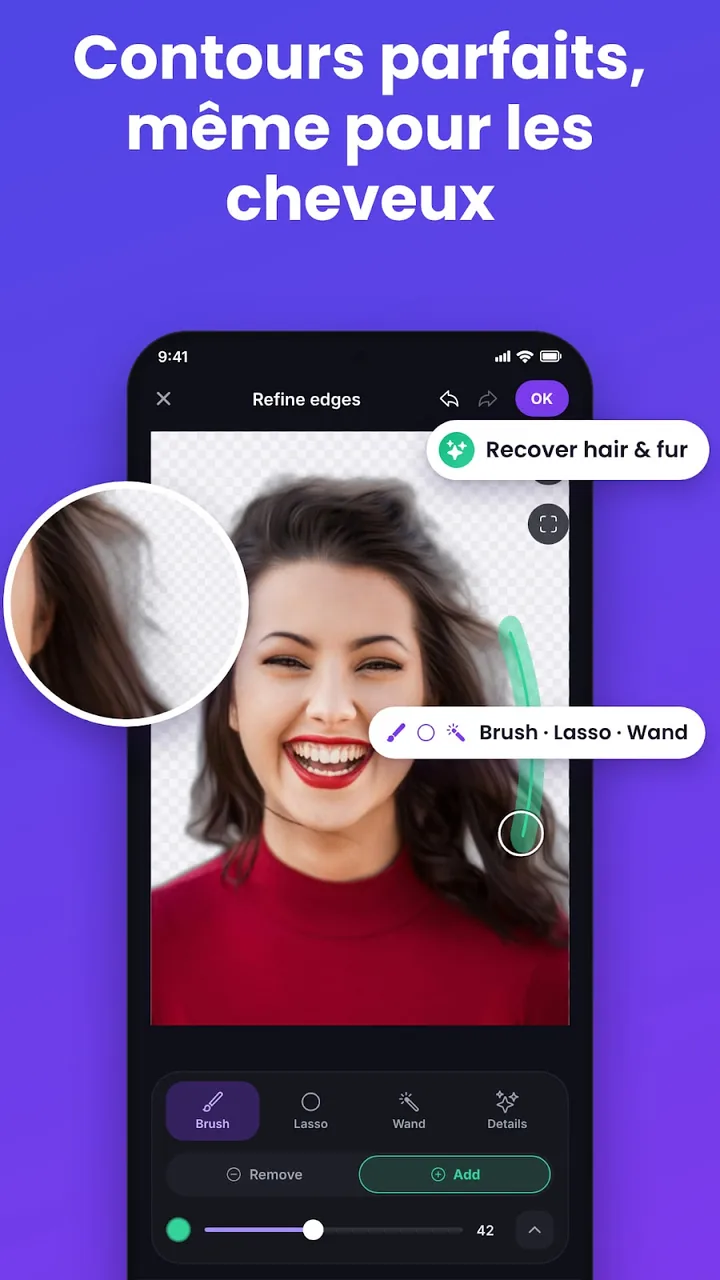 Contours parfaits,
même pour les
cheveux
9:41
Refine edges
OK
Recover hair & fur
Brush · Lasso · Wand
Brush
Lasso
Wand
Details
Remove
Add
42